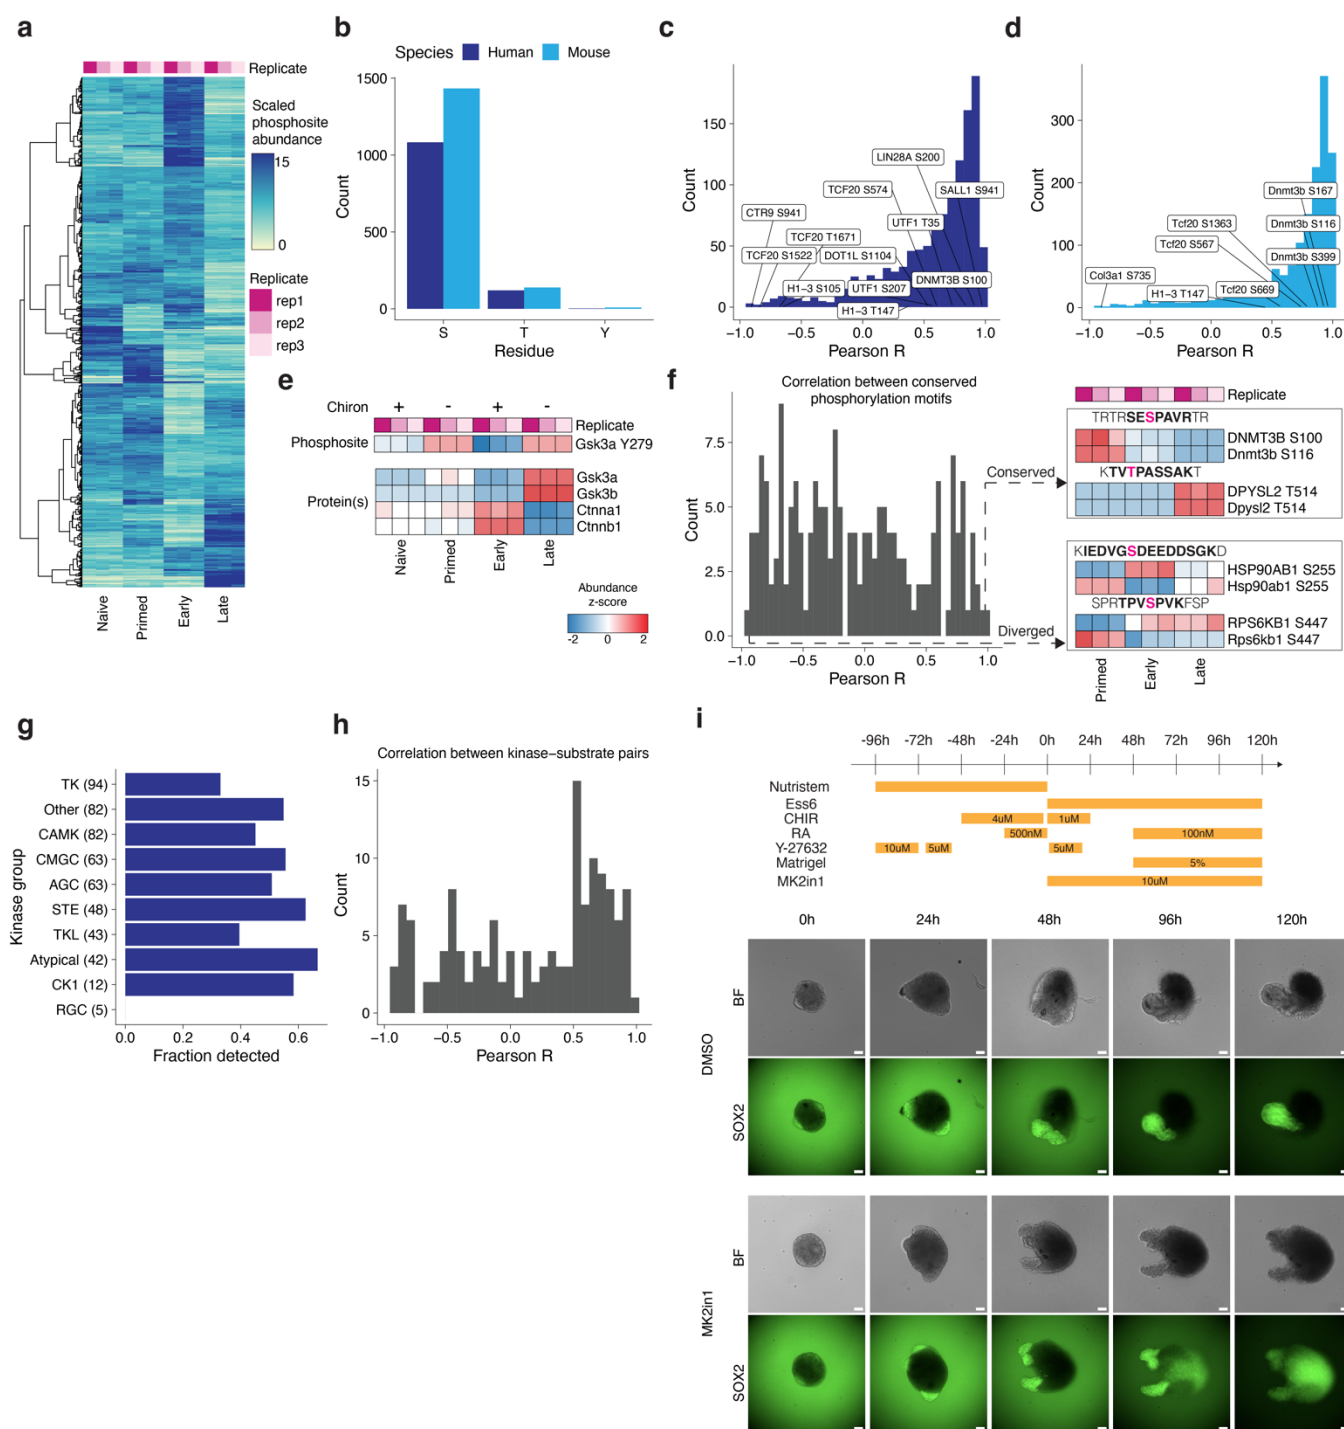 a
Replicate
Scaled
phosphosite
abundance
15
0
Replicate
rep1
rep2
rep3
Naive
Primed
Early
Late
b
Species Human Mouse
1500
1000
500
0
Count
S T Y
Residue
c
150
100
50
0
Count
LIN28A S200
TCF20 S574
SALL1 S941
CTR9 S941
UTF1 T35
TCF20 T1671
TCF20 S1522
DOT1L S1104
DNMT3B S100
H1-3 S105
UTF1 S207
H1-3 T147
−1.0 −0.5 0.0 0.5 1.0
Pearson R
d
300
200
100
0
Count
Dnmt3b S167
Tcf20 S1363
Dnmt3b S116
Tcf20 S567
Dnmt3b S399
Col3a1 S735
H1-3 T147
Tcf20 S669
−1.0 −0.5 0.0 0.5 1.0
Pearson R
e
Chiron + - + -
Replicate
Phosphosite Gsk3a Y279
Protein(s)
Gsk3a
Gsk3b
Ctnna1
Ctnnb1
Naive
Primed
Early
Late
Abundance
z-score
-2 0 2
f
Correlation between conserved
phosphorylation motifs
7.5
5.0
2.5
0.0
Count
−1.0 −0.5 0.0 0.5 1.0
Pearson R
Conserved
Diverged
Replicate
TRTRSESPAVRTR
DNMT3B S100
Dnmt3b S116
KTVTPASSAKT
DPYSL2 T514
Dpysl2 T514
KIEDVGSDEEDDSGKD
HSP90AB1 S255
Hsp90ab1 S255
SPRTPVSPVKFSP
RPS6KB1 S447
Rps6kb1 S447
Primed
Early
Late
g
Kinase group
TK (94)
Other (82)
CAMK (82)
CMGC (63)
AGC (63)
STE (48)
TKL (43)
Atypical (42)
CK1 (12)
RGC (5)
0.0 0.2 0.4 0.6
Fraction detected
h
Correlation between kinase−substrate pairs
15
10
5
0
Count
−1.0 −0.5 0.0 0.5 1.0
Pearson R
i
-96h -72h -48h -24h 0h 24h 48h 72h 96h 120h
Nutristem
Ess6
CHIR 4uM 1uM
RA 500nM 100nM
Y-27632 10uM 5uM 5uM
Matrigel 5%
MK2in1 10uM
0h 24h 48h 96h 120h
DMSO
BF
SOX2
MK2in1
BF
SOX2